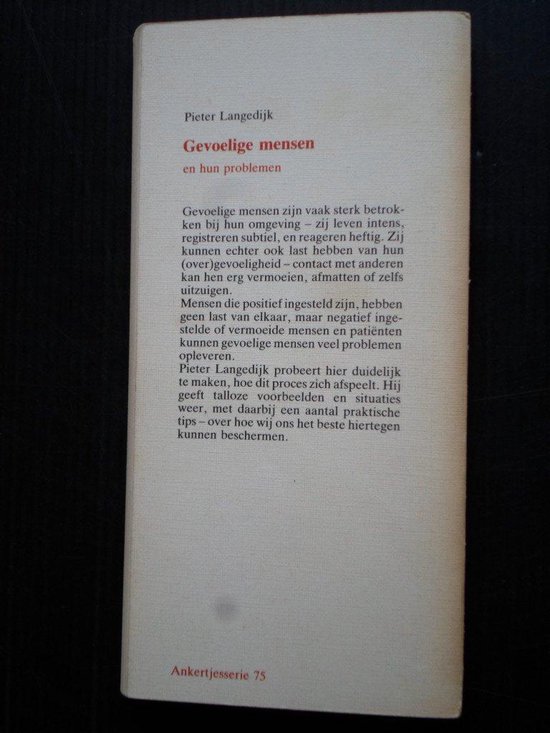 Pieter Langedijk
Gevoelige mensen
en hun problemen
Gevoelige mensen zijn vaak sterk betrok-
ken bij hun omgeving – zij leven intens,
registreren subtiel, en reageren heftig. Zij
kunnen echter ook last hebben van hun
(over)gevoeligheid – contact met anderen
kan hen erg vermoeien, afmatten of zelfs
uitzuigen.
Mensen die positief ingesteld zijn, hebben
geen last van elkaar, maar negatief inge-
stelde of vermoeide mensen en patiënten
kunnen gevoelige mensen veel problemen
opleveren.
Pieter Langedijk probeert hier duidelijk
te maken, hoe dit proces zich afspeelt. Hij
geeft talloze voorbeelden en situaties
weer, met daarbij een aantal praktische
tips – over hoe wij ons het beste hiertegen
kunnen beschermen.
Ankertjesserie 75